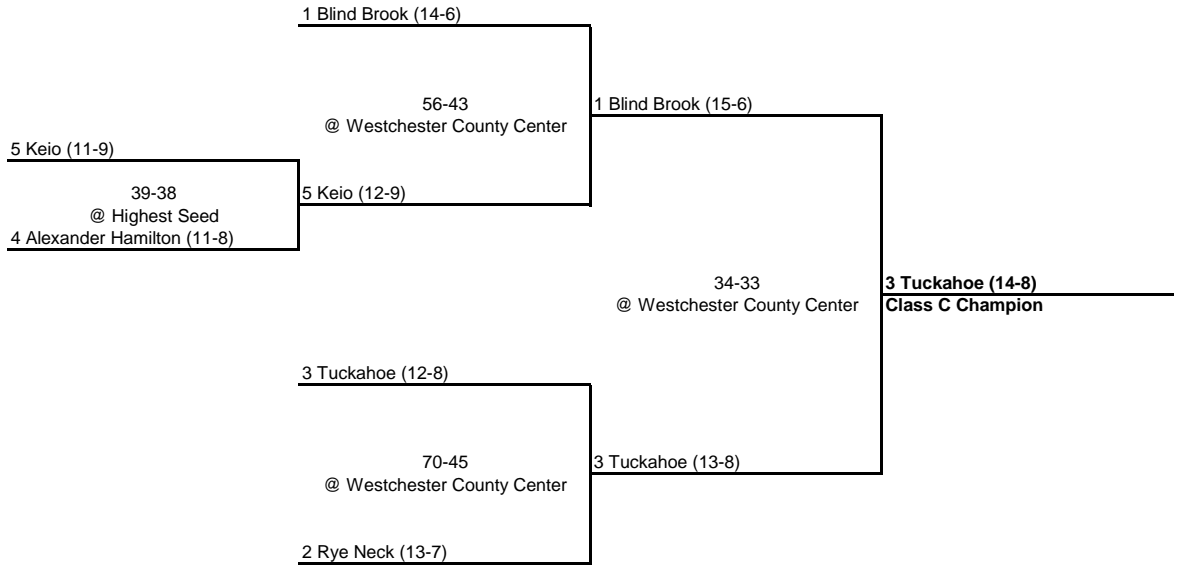 1 Blind Brook (14-6)
56-43
@ Westchester County Center
1 Blind Brook (15-6)
5 Keio (11-9)
39-38
@ Highest Seed
4 Alexander Hamilton (11-8)
5 Keio (12-9)
34-33
@ Westchester County Center
3 Tuckahoe (14-8)
Class C Champion
3 Tuckahoe (12-8)
70-45
@ Westchester County Center
3 Tuckahoe (13-8)
2 Rye Neck (13-7)